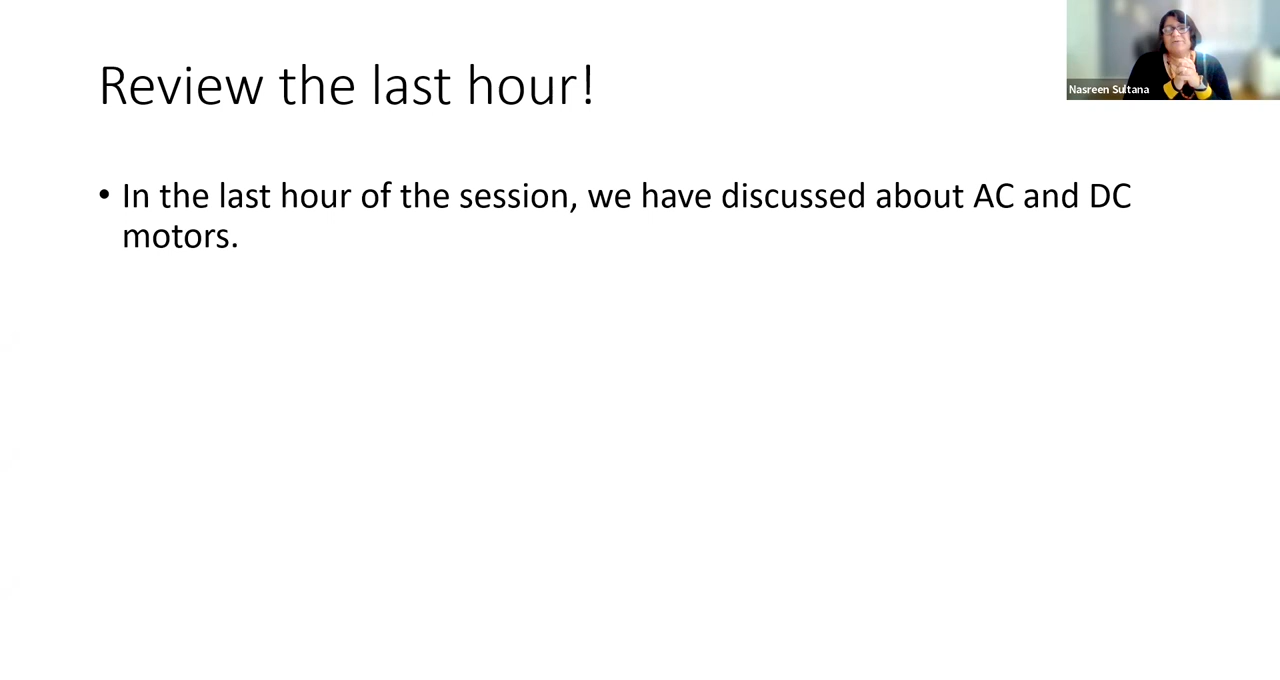 Review the last hour!
Nasreen Sultana
• In the last hour of the session, we have discussed about AC and DC
motors.